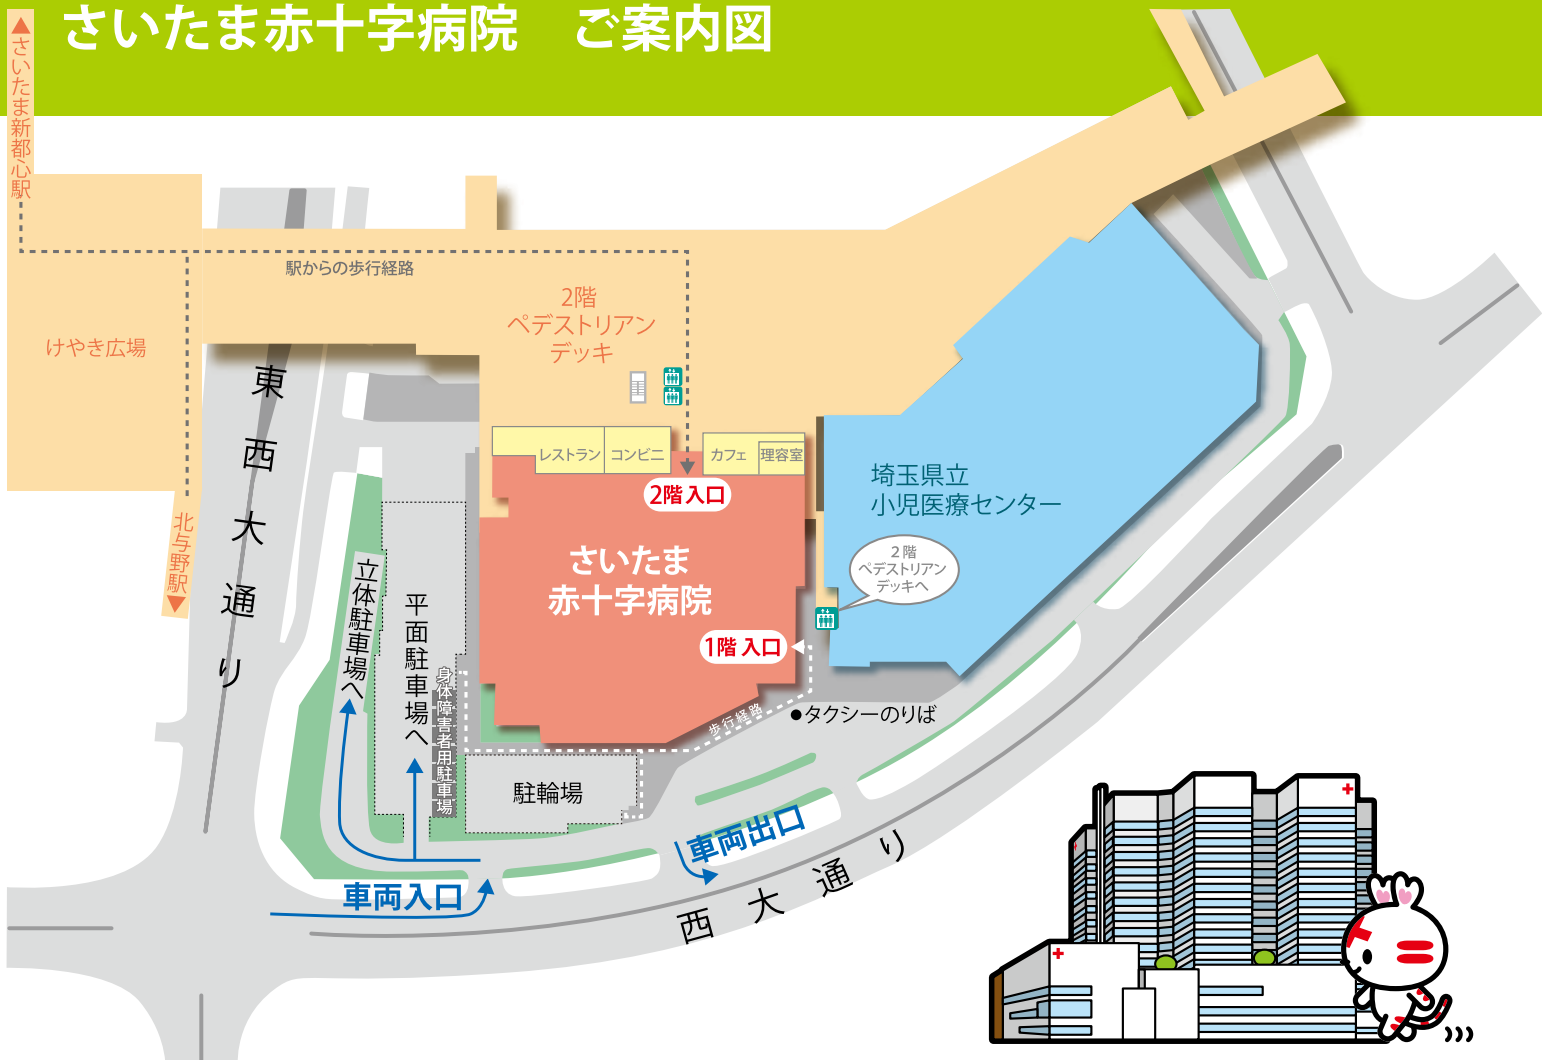 さいたま赤十字病院　ご案内図
▲さいたま新都心駅
駅からの歩行経路
けやき広場
2階
ペデストリアン
デッキ
東西大通り
レストラン
コンビニ
カフェ
理容室
2階 入口
埼玉県立
小児医療センター
北与野駅▼
さいたま
赤十字病院
2階
ペデストリアン
デッキへ
立体駐車場へ
平面駐車場へ
身体障害者用駐車場
1階 入口
歩行経路
●タクシーのりば
駐輪場
車両出口
車両入口
西大通り